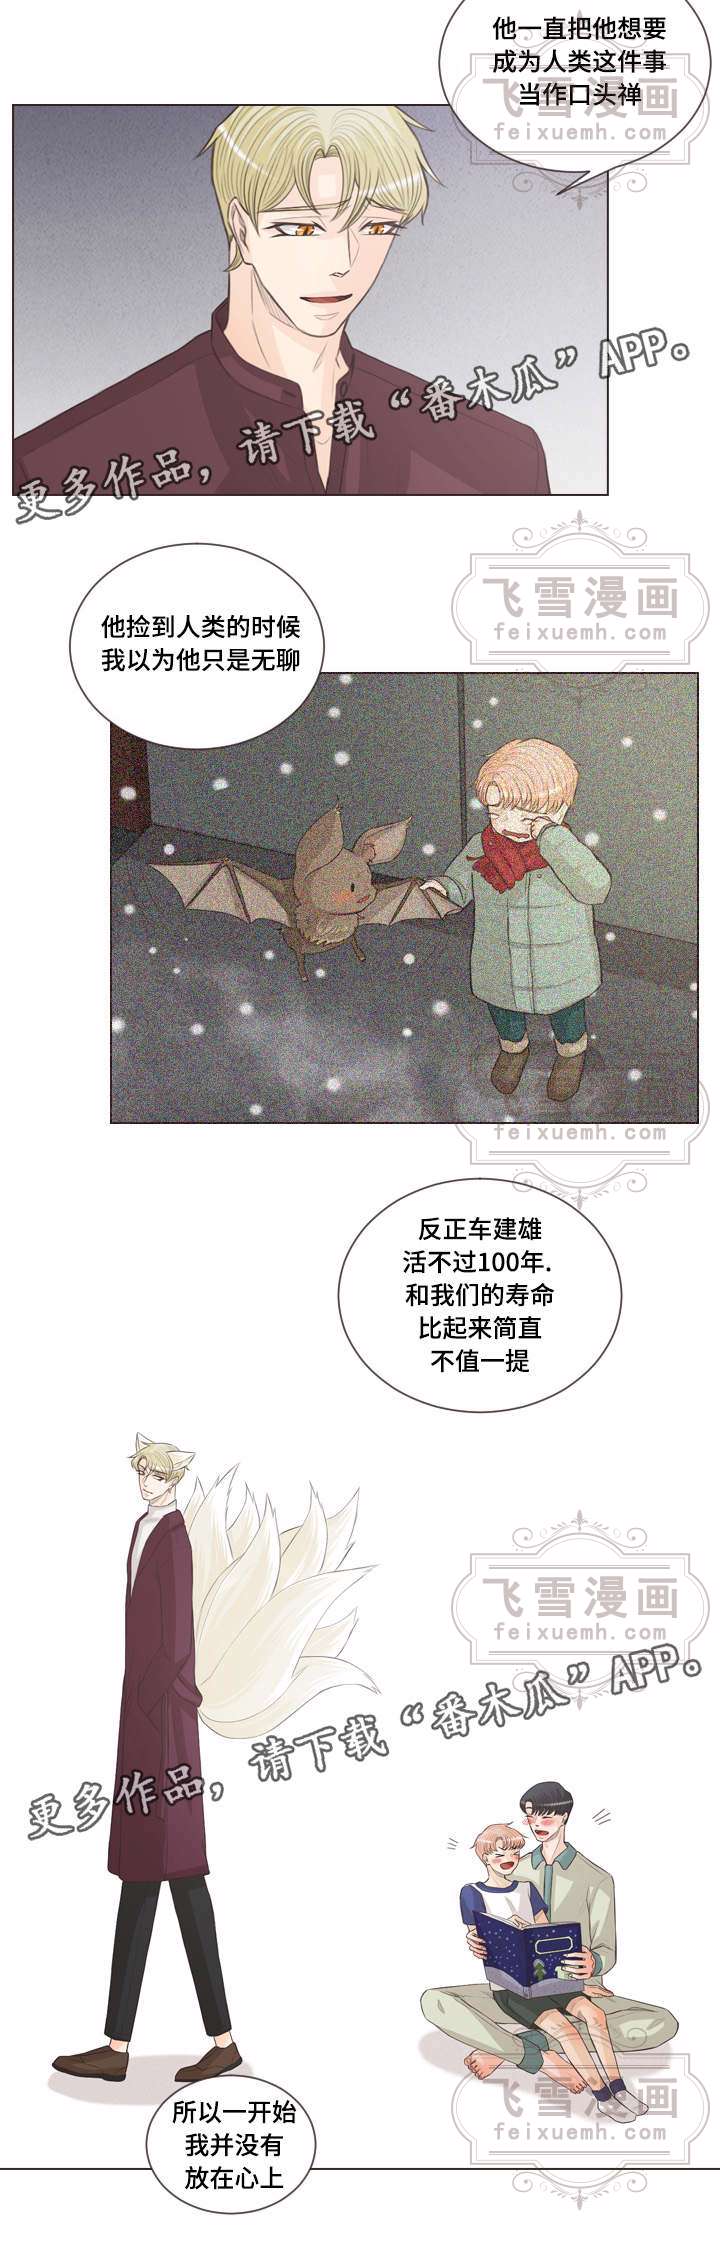 他一直把他想要
成为人类这件事
当作口头禅
飞雪漫画
feixuemh.com
更多作品，请下载“番木瓜”APP。
飞雪漫画
feixuemh.com
他捡到人类的时候
我以为他只是无聊
飞雪漫画
feixuemh.com
反正车建雄
活不过100年.
和我们的寿命
比起来简直
不值一提
飞雪漫画
feixuemh.com
更多作品，请下载“番木瓜”APP。
飞雪漫画
feixuemh.com
所以一开始
我并没有
放在心上